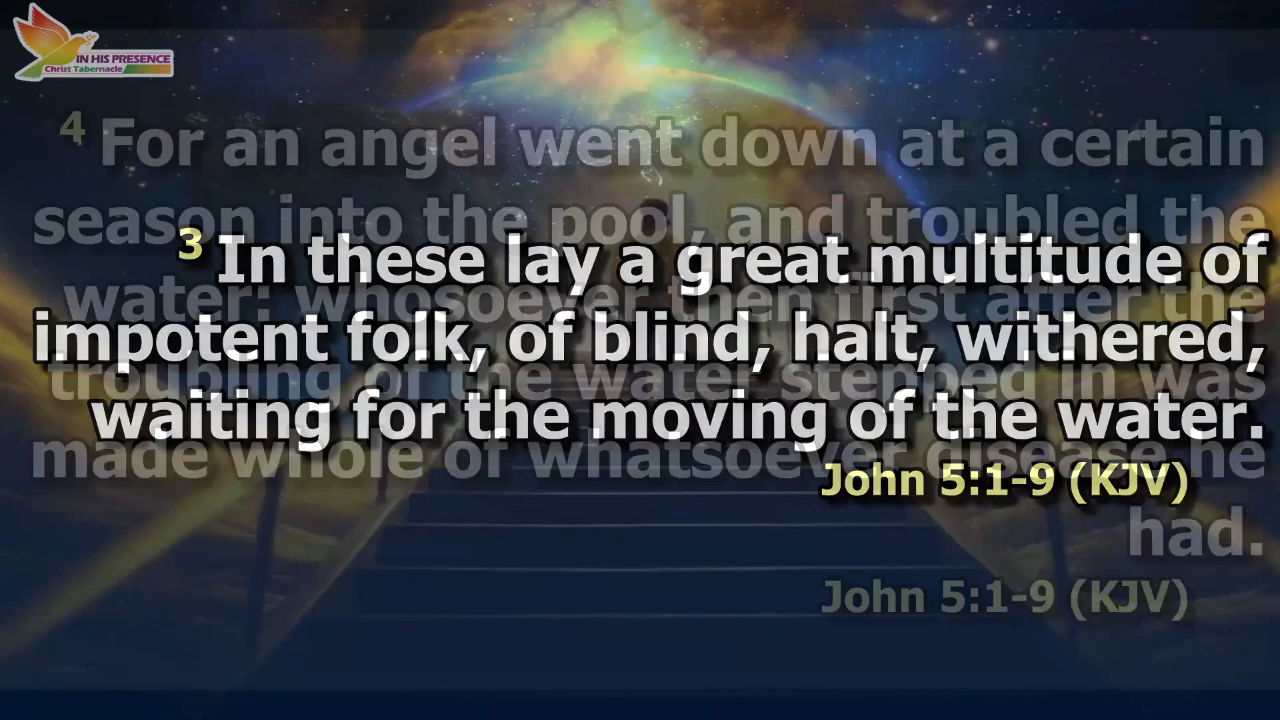 IN HIS PRESENCE
Christ Tabernacle
4 For an angel went down at a certain
season into the pool, and troubled the
water: whosoever then first after the
troubling of the water stepped in was
made whole of whatsoever disease he
had.
John 5:1-9 (KJV)
3 In these lay a great multitude of
impotent folk, of blind, halt, withered,
waiting for the moving of the water.
John 5:1-9 (KJV)